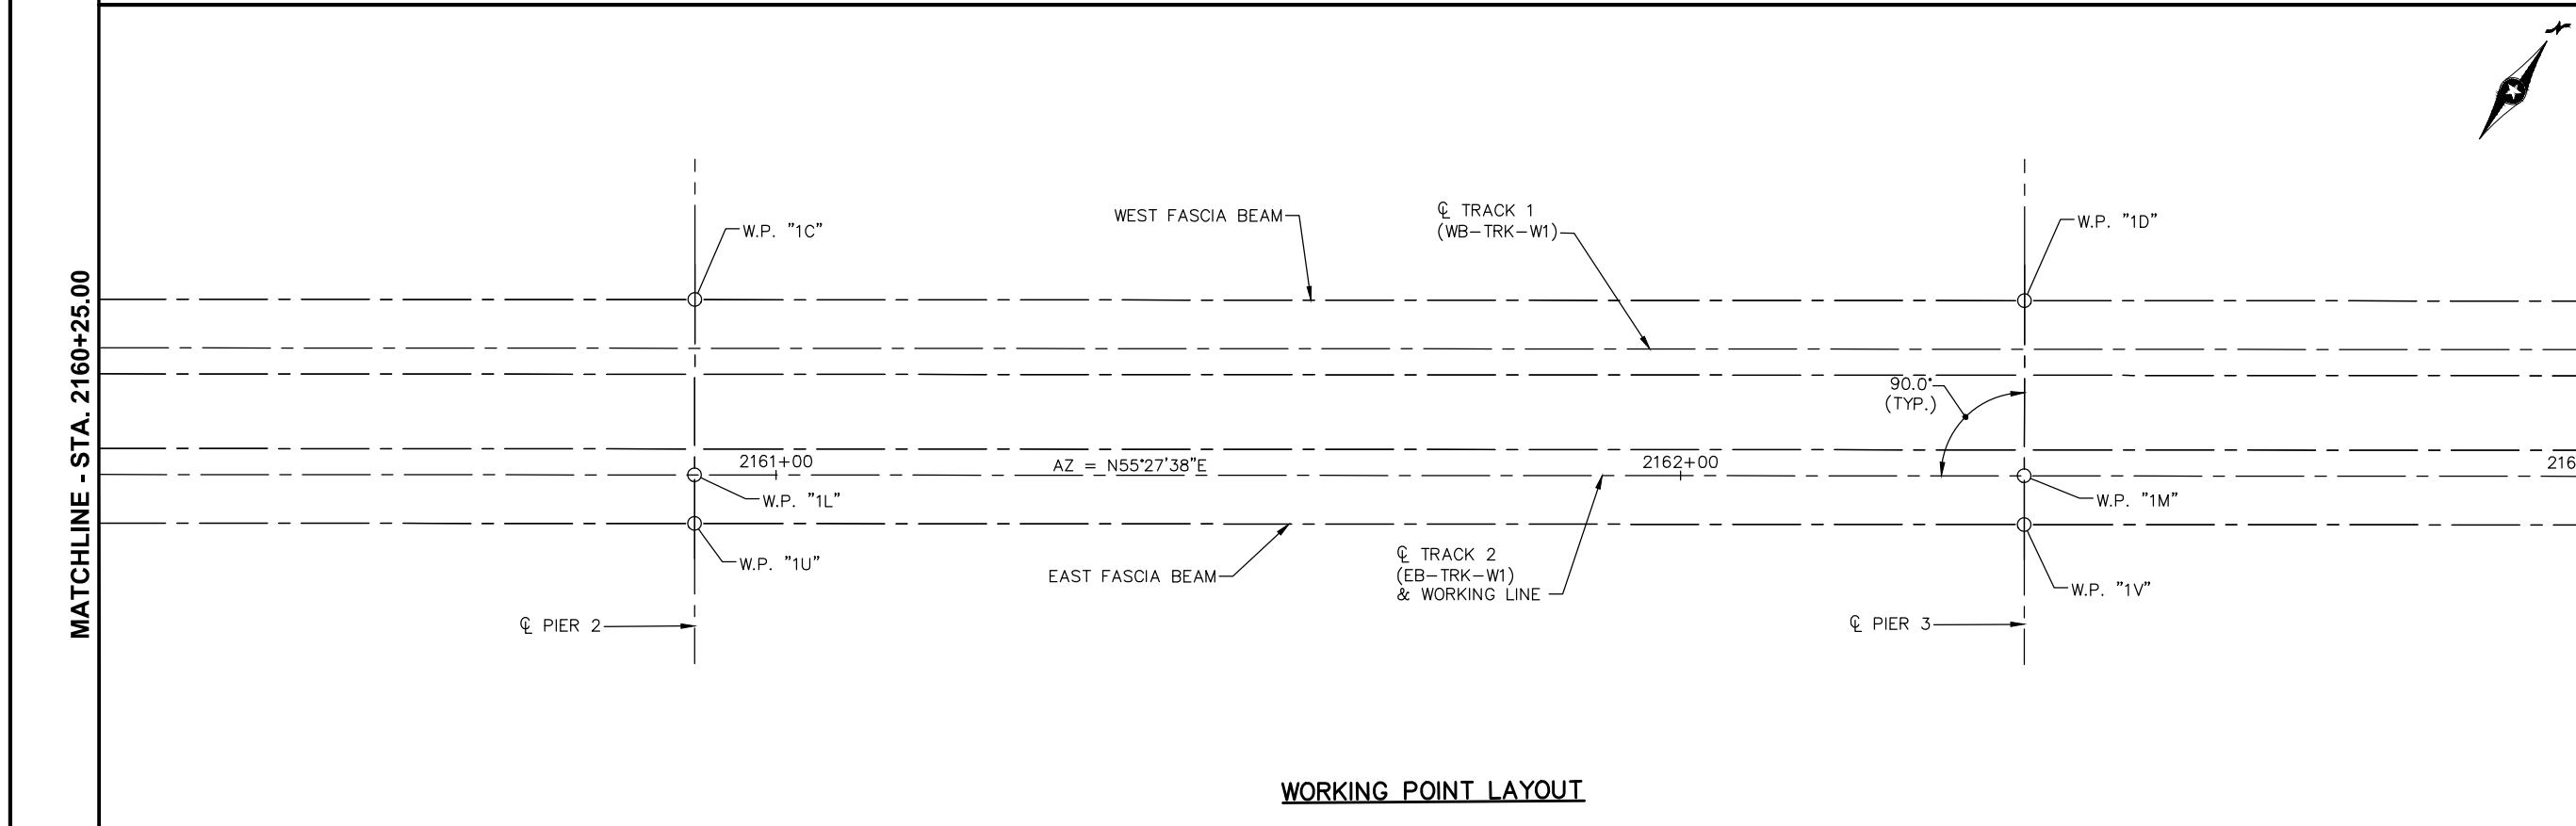 N
MATCHLINE - STA. 2160+25.00
WEST FASCIA BEAM
℄ TRACK 1
(WB-TRK-W1)
W.P. "1C"
W.P. "1D"
90.0°
(TYP.)
2161+00
AZ = N55°27'38"E
2162+00
216
W.P. "1L"
W.P. "1M"
W.P. "1U"
EAST FASCIA BEAM
℄ TRACK 2
(EB-TRK-W1)
& WORKING LINE
W.P. "1V"
℄ PIER 2
℄ PIER 3
WORKING POINT LAYOUT